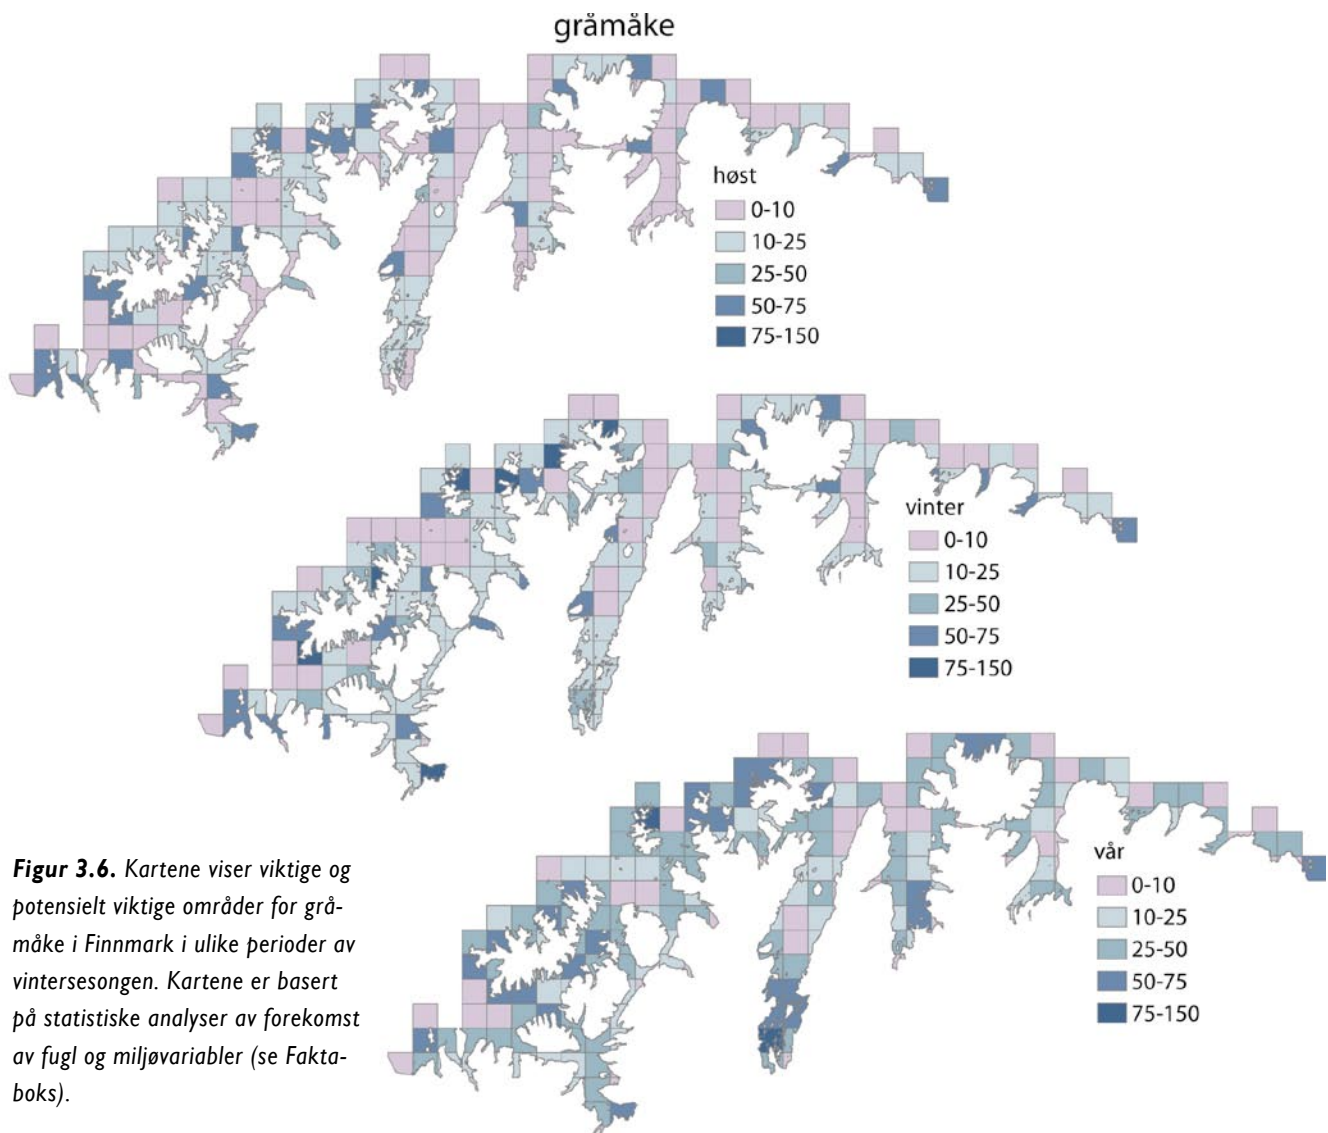 gråmåke
høst
0-10
10-25
25-50
50-75
75-150
vinter
0-10
10-25
25-50
50-75
75-150
vår
0-10
10-25
25-50
50-75
75-150
Figur 3.6. Kartene viser viktige og
potensielt viktige områder for grå-
måke i Finnmark i ulike perioder av
vintersesongen. Kartene er basert
på statistiske analyser av forekomst
av fugl og miljøvariabler (se Fakta-
boks).